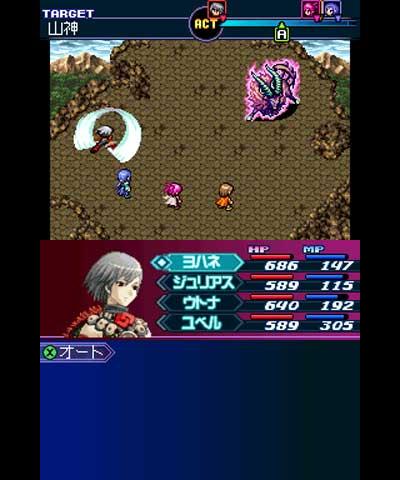 TARGET
山神
ACT
A
HP MP
ヨハネ 686 147
ジュリアス 589 115
ウトナ 640 192
ユベル 589 305
X オート